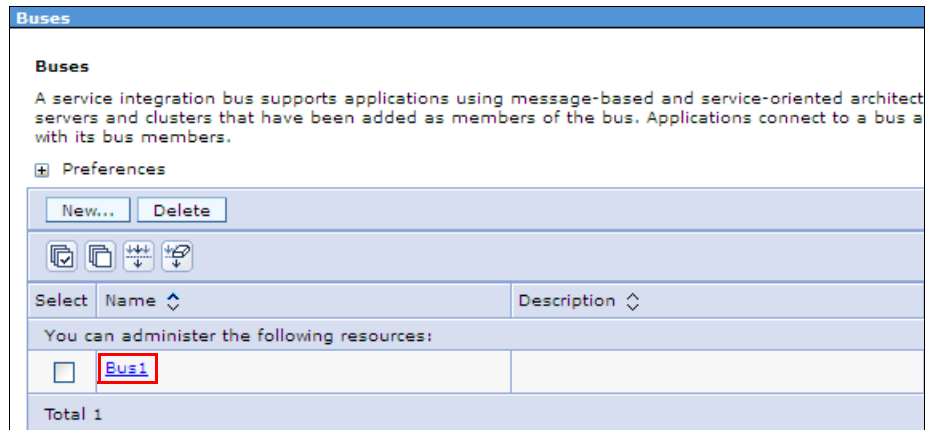 Buses
Buses
A service integration bus supports applications using message-based and service-oriented architect
servers and clusters that have been added as members of the bus. Applications connect to a bus a
with its bus members.
Preferences
New... Delete
Select Name Description
You can administer the following resources:
Bus1
Total 1